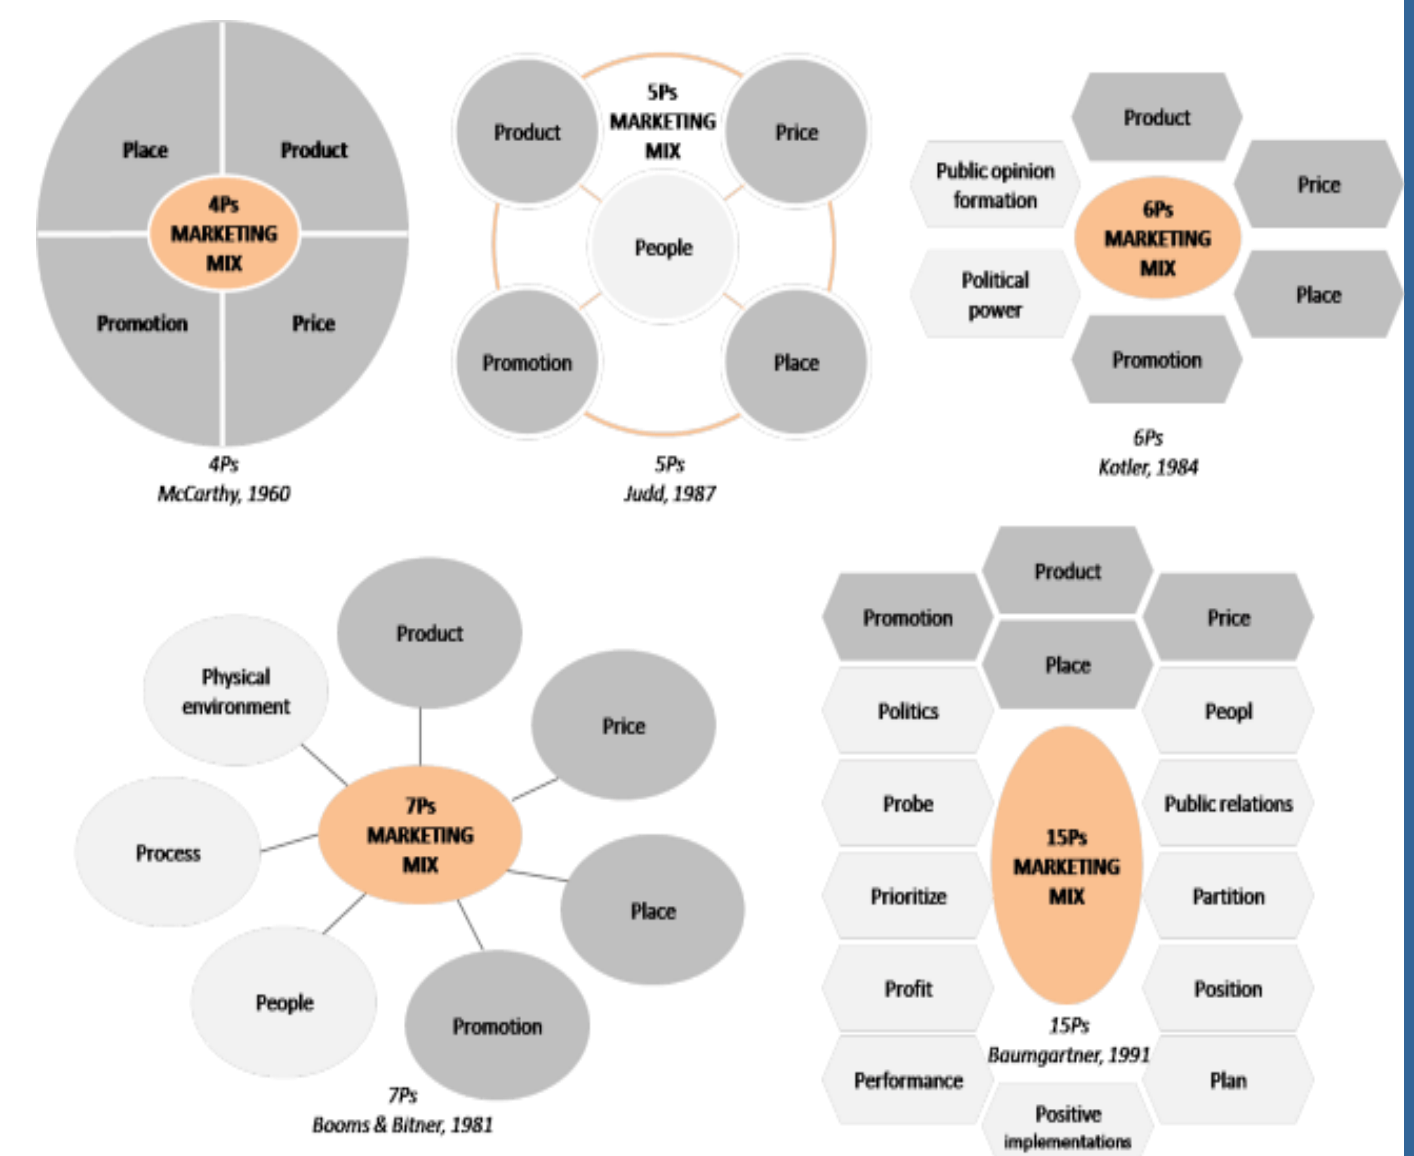 Place
Product
4Ps
MARKETING
MIX
Promotion
Price
4Ps
McCarthy, 1960
Product
5Ps
MARKETING
MIX
Price
People
Promotion
Place
5Ps
Judd, 1987
Product
Public opinion
formation
Price
6Ps
MARKETING
MIX
Political
power
Place
Promotion
6Ps
Kotler, 1984
Product
Physical
environment
Price
7Ps
MARKETING
MIX
Process
Place
People
Promotion
7Ps
Booms & Bitner, 1981
Product
Promotion
Price
Place
Politics
Peopl
Probe
Public relations
15Ps
MARKETING
MIX
Prioritize
Partition
Profit
Position
15Ps
Baumgartner, 1991
Performance
Plan
Positive
implementations